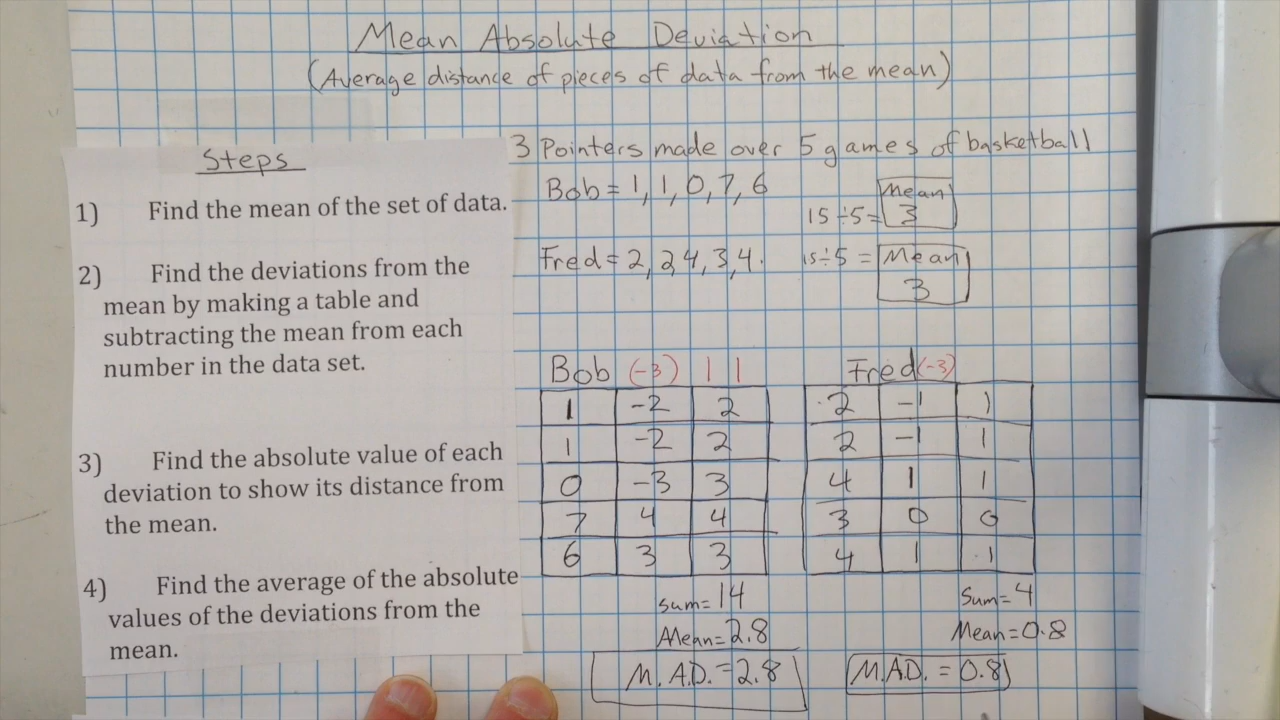 Mean Absolute Deviation
(Average distance of pieces of data from the mean)
Steps
1) Find the mean of the set of data.
2) Find the deviations from the
mean by making a table and
subtracting the mean from each
number in the data set.
3) Find the absolute value of each
deviation to show its distance from
the mean.
4) Find the average of the absolute
values of the deviations from the
mean.
3 Pointers made over 5 games of basketball
Bob = 1, 1, 0, 7, 6
15 ÷ 5 = Mean
3
Fred = 2, 2, 4, 3, 4.
15 ÷ 5 = Mean
3
Bob (-3) | |
1 -2 2
1 -2 2
0 -3 3
7 4 4
6 3 3
Sum = 14
Mean = 2.8
M.A.D. = 2.8
Fred (-3)
2 -1 1
2 -1 1
4 1 1
3 0 0
4 1 1
Sum = 4
Mean = 0.8
M.A.D. = 0.8